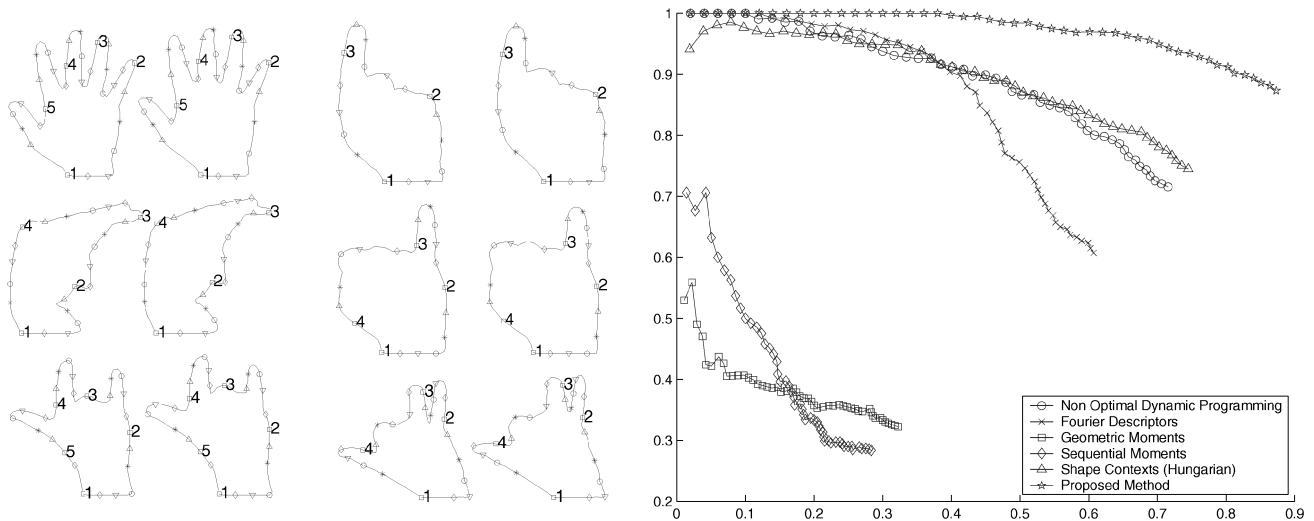 3 3
4 2 4 2
5 5
1 1
3 3
2 2
1 1
4 3 4 3
2 2
1 1
3 3
2 2
4 4
1 1
4 3 4 3
2 2
5 5
1 1
3 3
2 2
4 4
1 1
1
0.9
0.8
0.7
0.6
0.5
0.4
0.3
0.2
0 0.1 0.2 0.3 0.4 0.5 0.6 0.7 0.8 0.9
Non Optimal Dynamic Programming
Fourier Descriptors
Geometric Moments
Sequential Moments
Shape Contexts (Hungarian)
Proposed Method